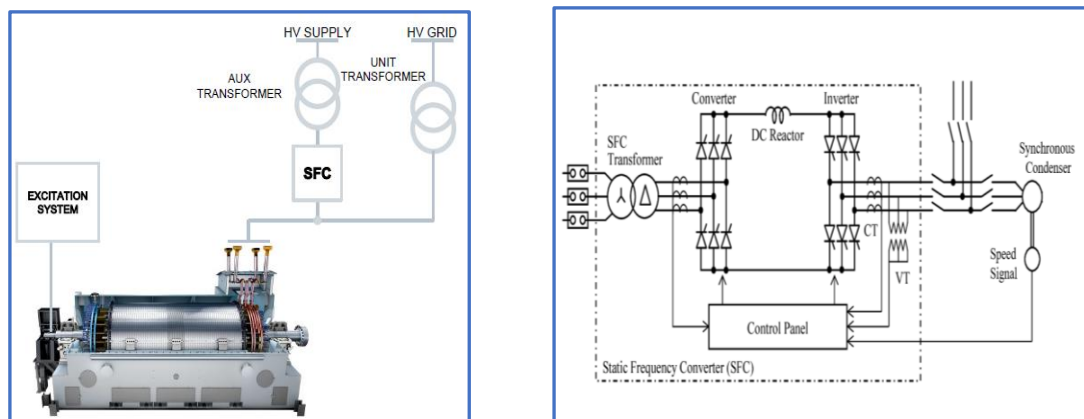 HV SUPPLY
HV GRID
UNIT
TRANSFORMER
AUX
TRANSFORMER
SFC
EXCITATION
SYSTEM
Converter
Inverter
DC Reactor
SFC
Transformer
Synchronous
Condenser
CT
VT
Speed
Signal
Control Panel
Static Frequency Converter (SFC)